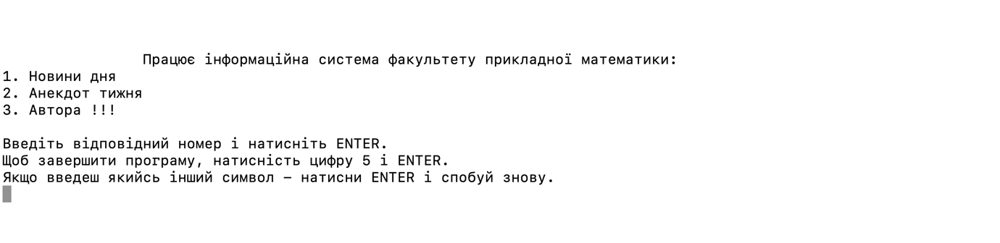 Працює інформаційна система факультету прикладної математики:
1. Новини дня
2. Анекдот тижня
3. Автора !!!
Введіть відповідний номер і натисніть ENTER.
Щоб завершити програму, натисність цифру 5 і ENTER.
Якщо введеш якийсь інший символ – натисни ENTER і спобуй знову.